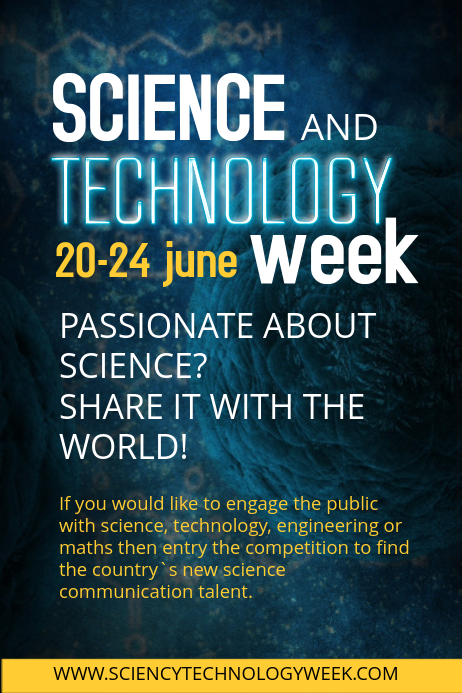 SO₃H
SCIENCE AND
TECHNOLOGY
20-24 june week
PASSIONATE ABOUT
SCIENCE?
SHARE IT WITH THE
WORLD!
If you would like to engage the public
with science, technology, engineering or
maths then entry the competition to find
the country`s new science
communication talent.
WWW.SCIENCYTECHNOLOGYWEEK.COM